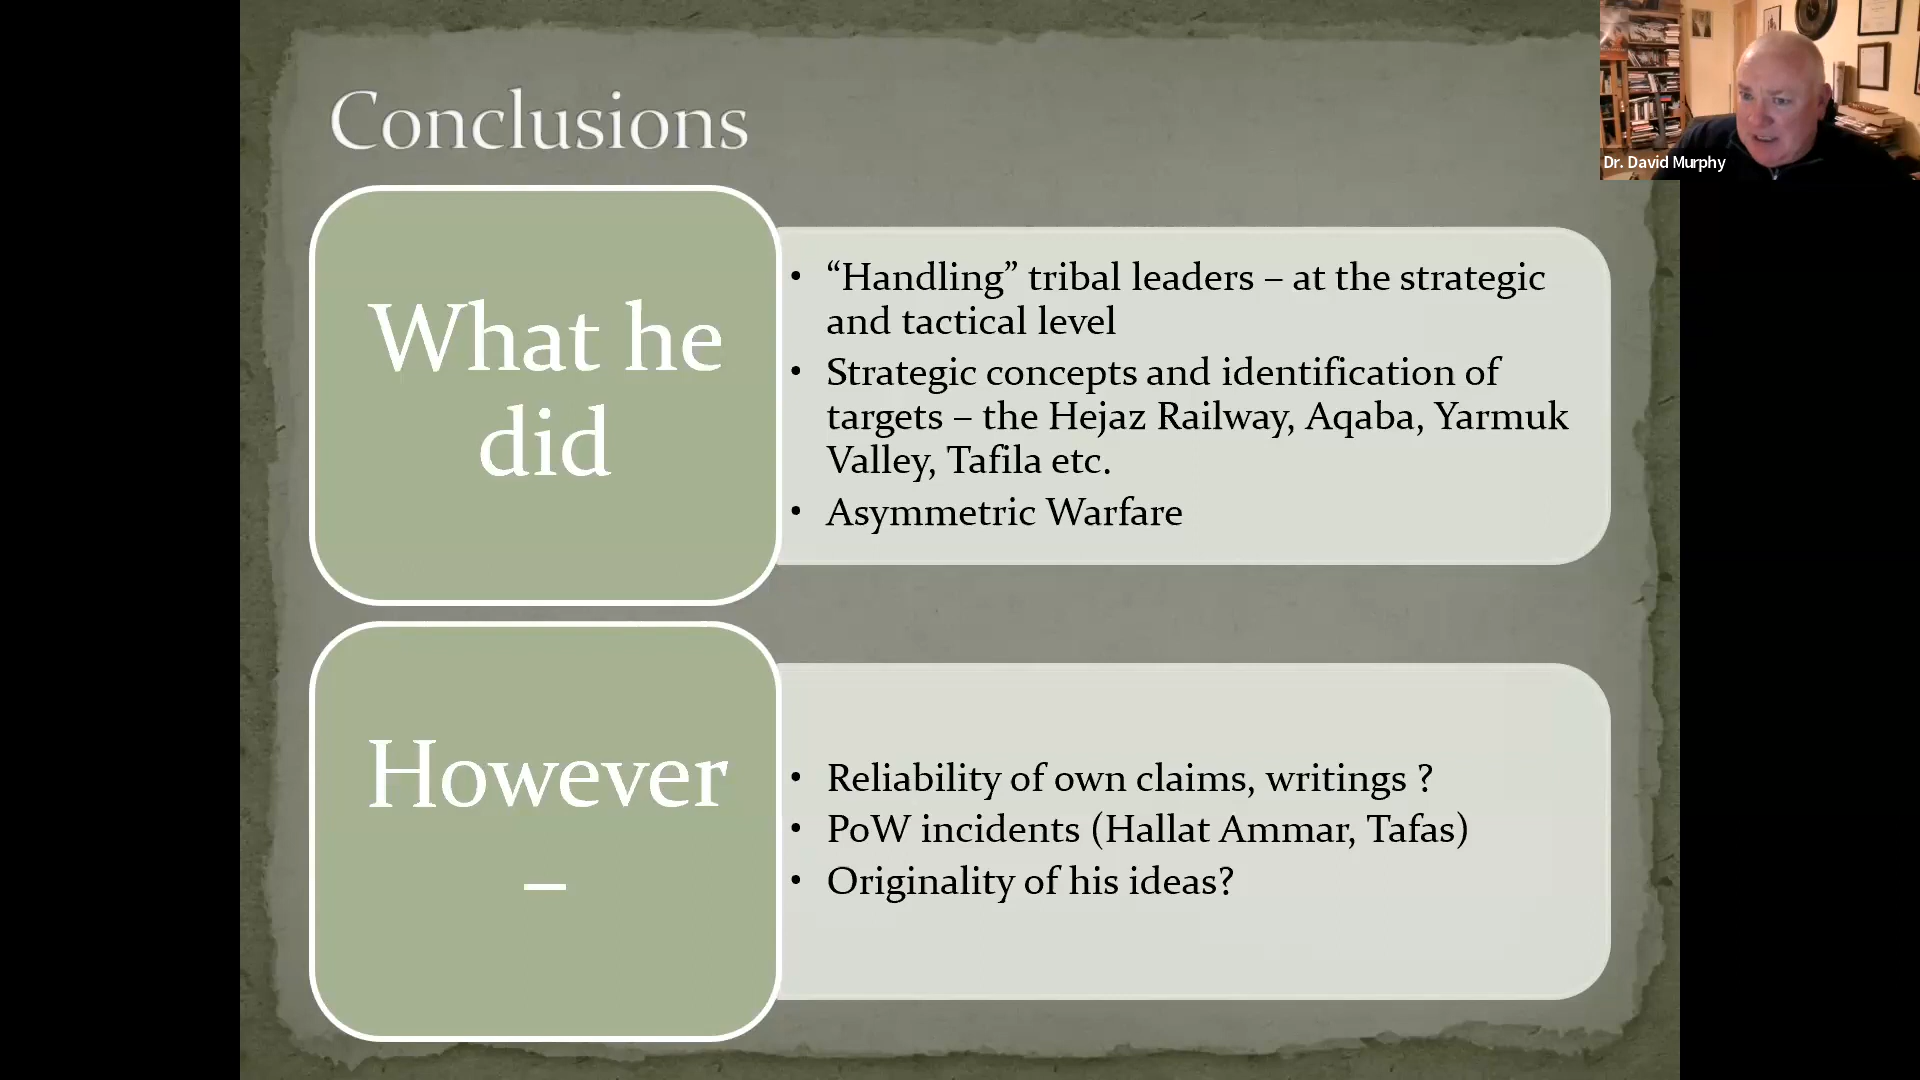 Conclusions
Dr. David Murphy
What he
did
• “Handling” tribal leaders – at the strategic
and tactical level
• Strategic concepts and identification of
targets – the Hejaz Railway, Aqaba, Yarmuk
Valley, Tafila etc.
• Asymmetric Warfare
However
–
• Reliability of own claims, writings ?
• PoW incidents (Hallat Ammar, Tafas)
• Originality of his ideas?